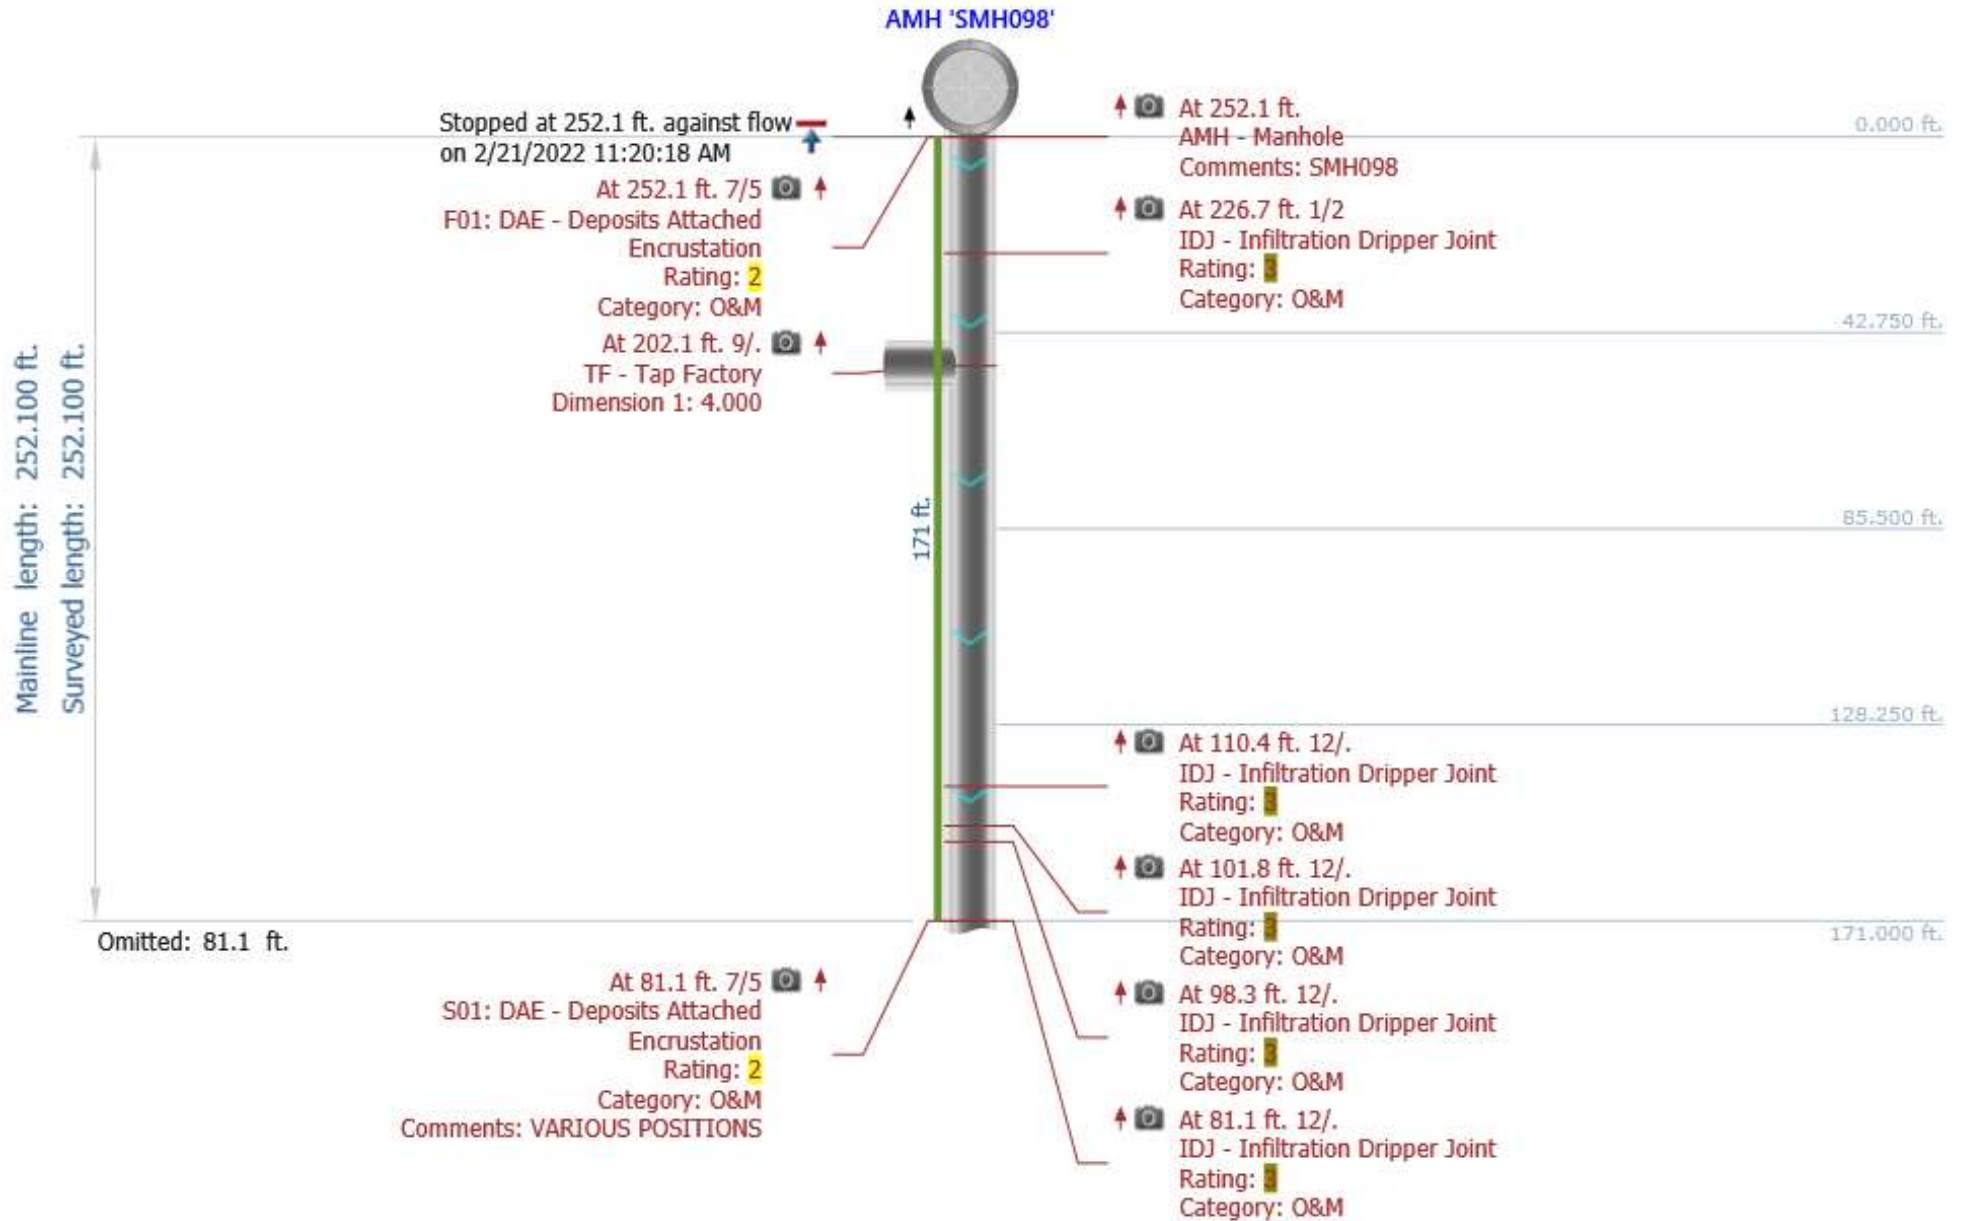 AMH 'SMH098'
Stopped at 252.1 ft. against flow
on 2/21/2022 11:20:18 AM
At 252.1 ft. 7/5
F01: DAE - Deposits Attached
Encrustation
Rating: 2
Category: O&M
At 202.1 ft. 9/.
TF - Tap Factory
Dimension 1: 4.000
Mainline length: 252.100 ft.
Surveyed length: 252.100 ft.
171 ft.
Omitted: 81.1 ft.
At 81.1 ft. 7/5
S01: DAE - Deposits Attached
Encrustation
Rating: 2
Category: O&M
Comments: VARIOUS POSITIONS
At 252.1 ft.
AMH - Manhole
Comments: SMH098
At 226.7 ft. 1/2
IDJ - Infiltration Dripper Joint
Rating: 3
Category: O&M
At 110.4 ft. 12/.
IDJ - Infiltration Dripper Joint
Rating: 3
Category: O&M
At 101.8 ft. 12/.
IDJ - Infiltration Dripper Joint
Rating: 3
Category: O&M
At 98.3 ft. 12/.
IDJ - Infiltration Dripper Joint
Rating: 3
Category: O&M
At 81.1 ft. 12/.
IDJ - Infiltration Dripper Joint
Rating: 3
Category: O&M
0.000 ft.
42.750 ft.
85.500 ft.
128.250 ft.
171.000 ft.